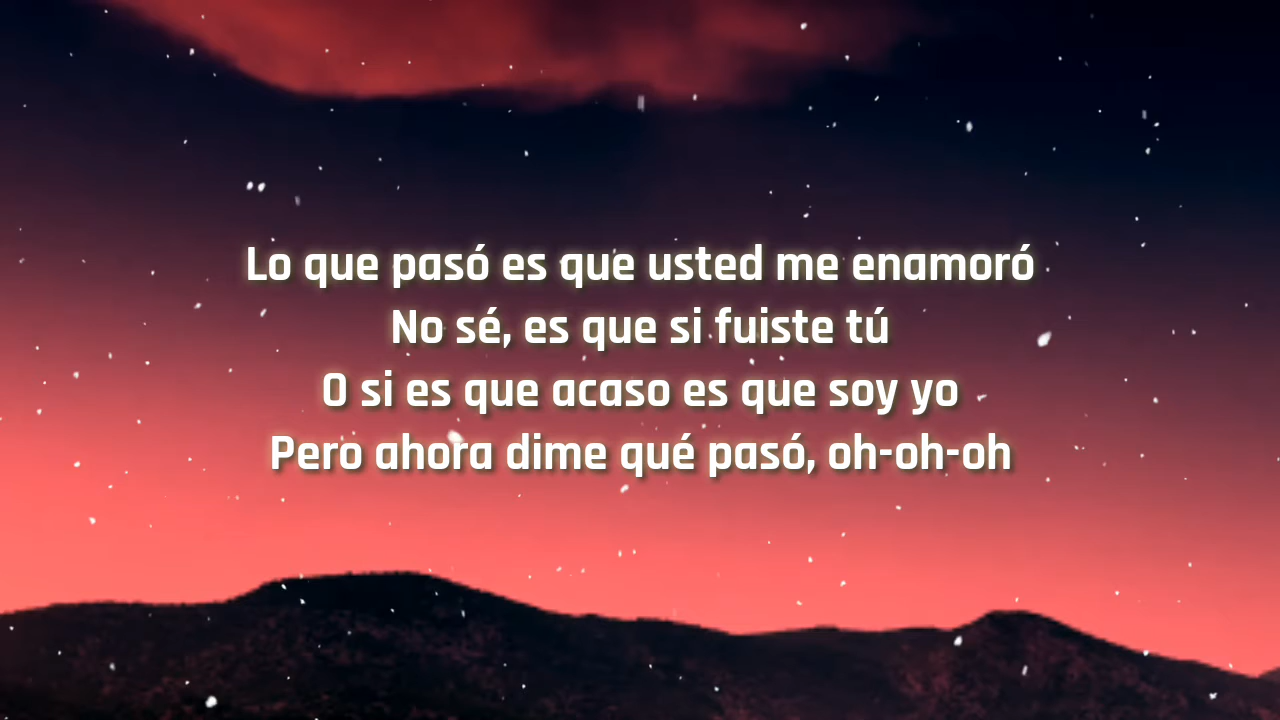 Lo que pasó es que usted me enamoró
No sé, es que si fuiste tú
O si es que acaso es que soy yo
Pero ahora dime qué pasó, oh-oh-oh